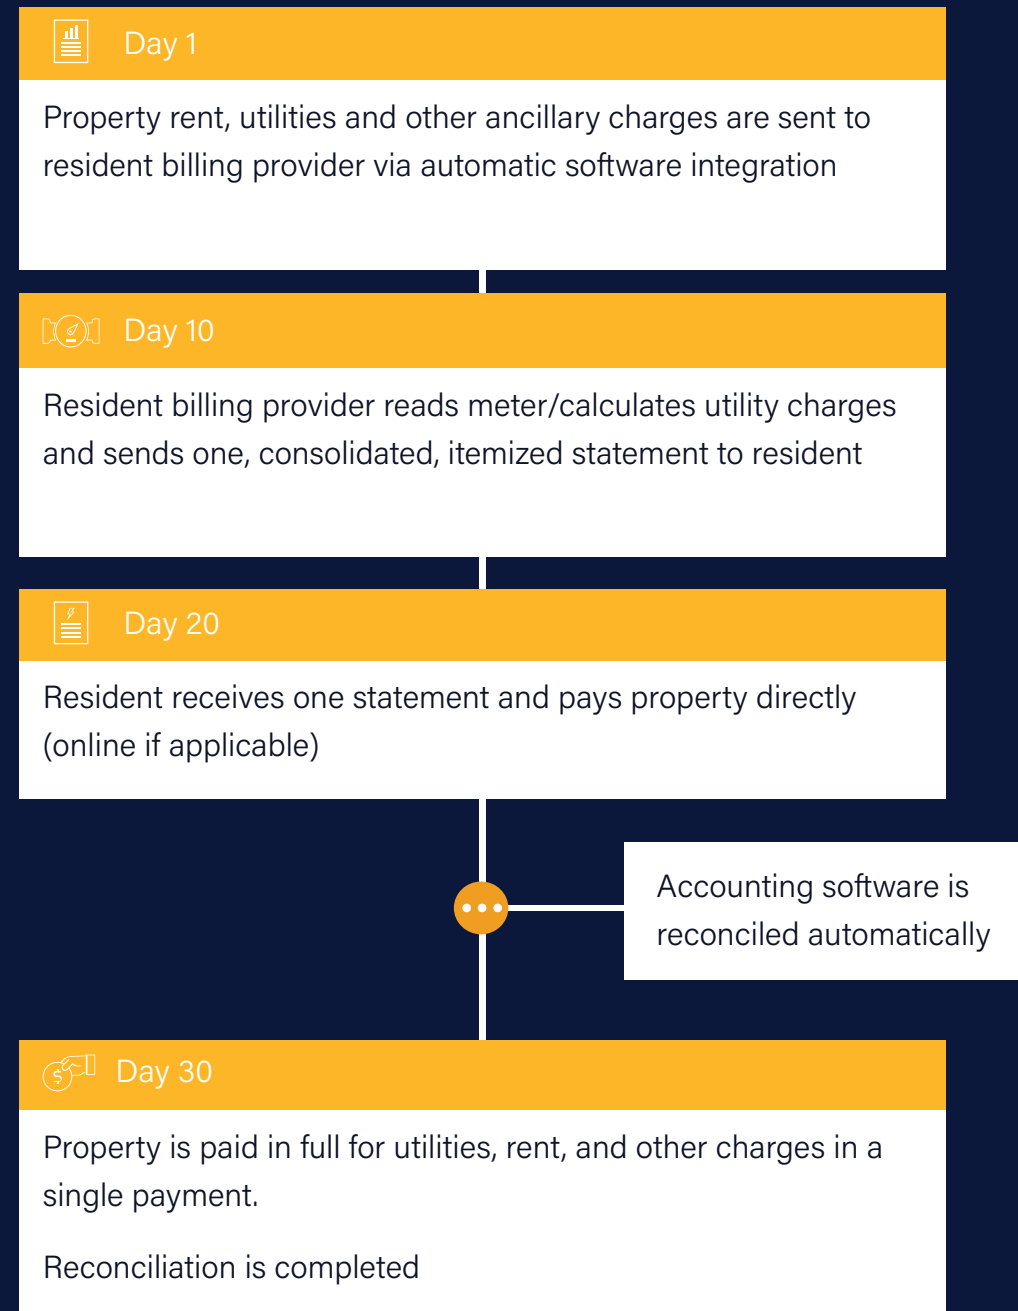 Day 1
Property rent, utilities and other ancillary charges are sent to
resident billing provider via automatic software integration
Day 10
Resident billing provider reads meter/calculates utility charges
and sends one, consolidated, itemized statement to resident
Day 20
Resident receives one statement and pays property directly
(online if applicable)
Accounting software is
reconciled automatically
Day 30
Property is paid in full for utilities, rent, and other charges in a
single payment.
Reconciliation is completed